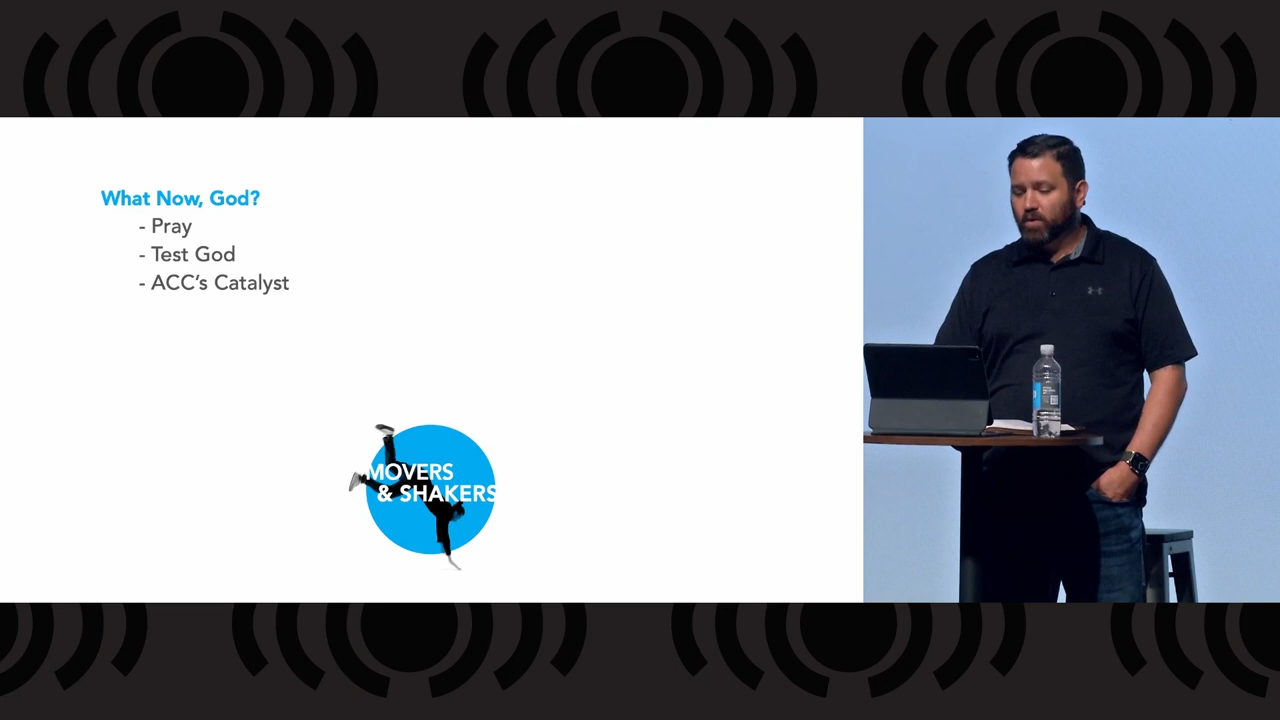 What Now, God?
- Pray
- Test God
- ACC's Catalyst
MOVERS
& SHAKERS